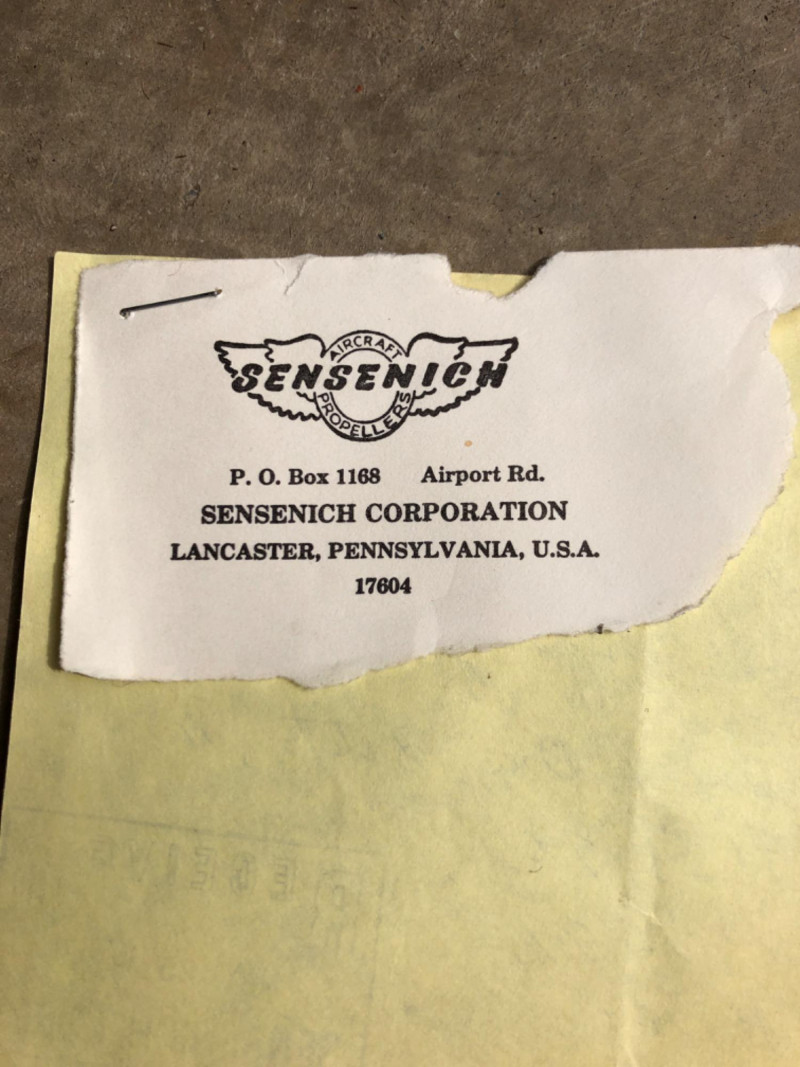 AIRCRAFT
SENSENICH
PROPELLERS
P. O. Box 1168 Airport Rd.
SENSENICH CORPORATION
LANCASTER, PENNSYLVANIA, U.S.A.
17604